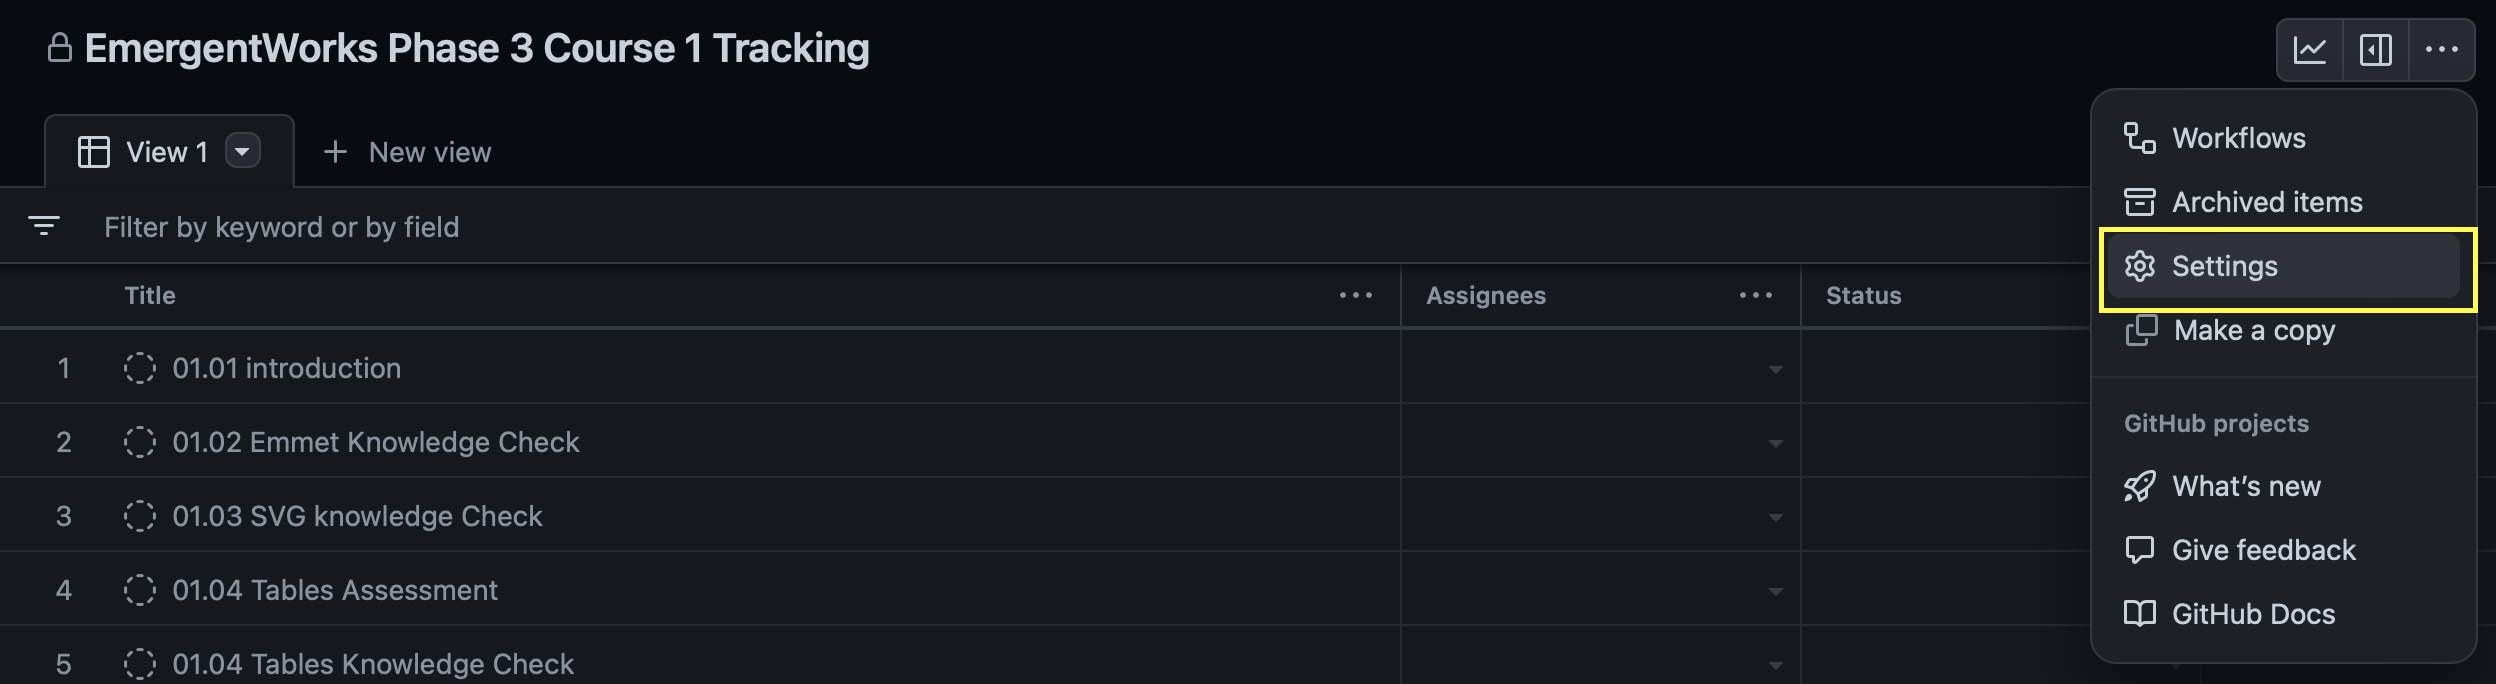 EmergentWorks Phase 3 Course 1 Tracking
View 1
New view
Filter by keyword or by field
Title
Assignees
Status
1 01.01 introduction
2 01.02 Emmet Knowledge Check
3 01.03 SVG knowledge Check
4 01.04 Tables Assessment
5 01.04 Tables Knowledge Check
Workflows
Archived items
Settings
Make a copy
GitHub projects
What's new
Give feedback
GitHub Docs